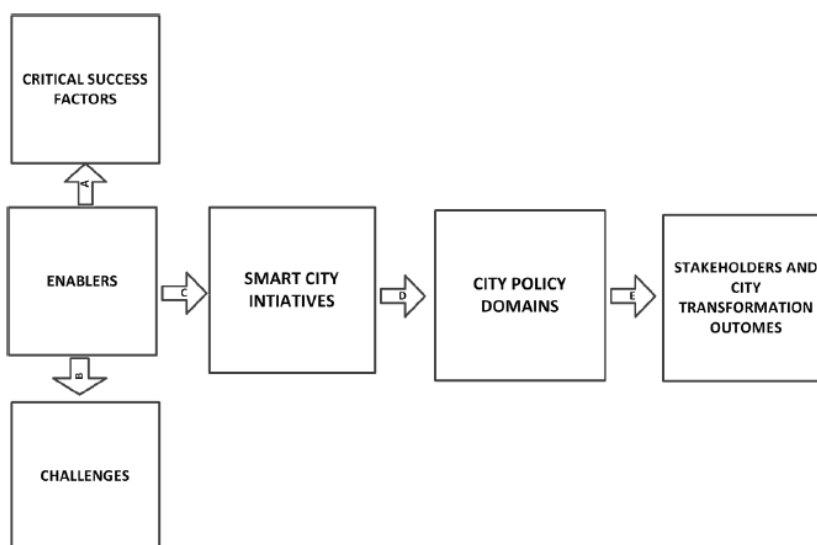 CRITICAL SUCCESS
FACTORS
A
ENABLERS
C
SMART CITY
INTIATIVES
D
CITY POLICY
DOMAINS
E
STAKEHOLDERS AND
CITY
TRANSFORMATION
OUTOMES
B
CHALLENGES